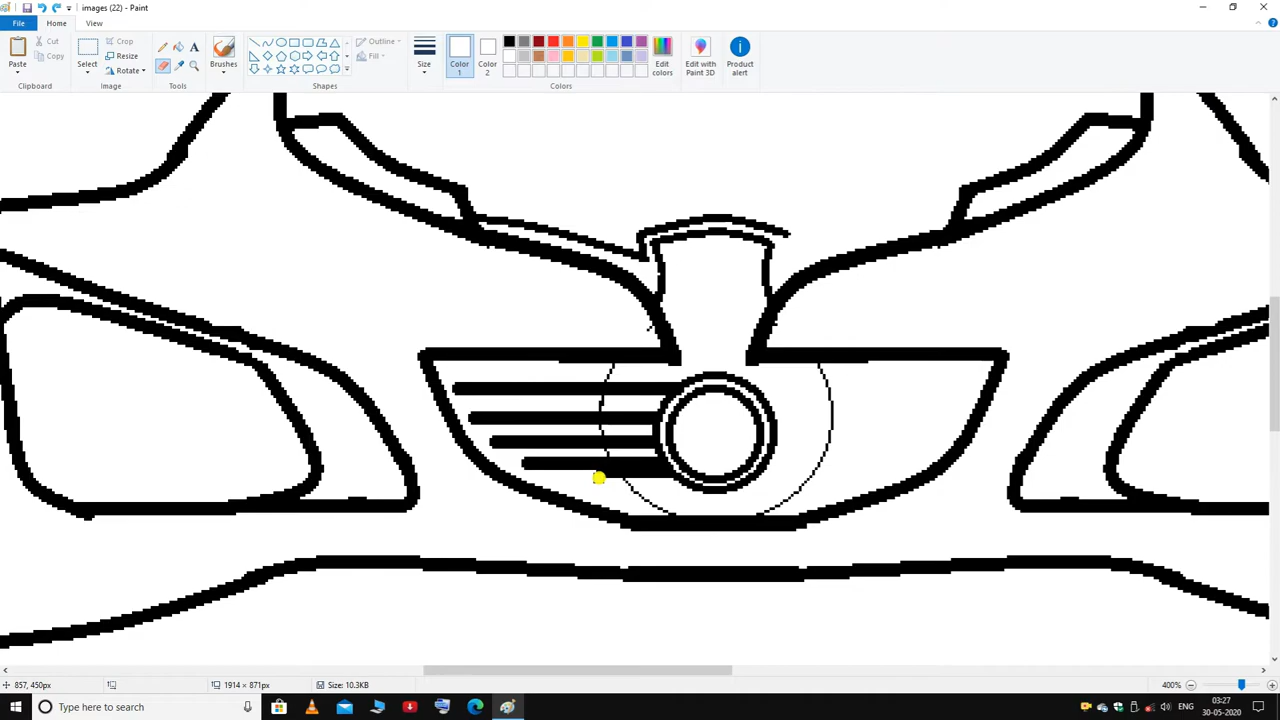 images (22) - Paint
File
Home
View
Paste
Cut
Copy
Clipboard
Select
Crop
Resize
Rotate
Image
A
Tools
Brushes
Outline
Fill
Shapes
Size
Color 1
Color 2
Colors
Edit colors
Edit with Paint 3D
Product alert
857, 450px
1914 × 871px
Size: 10.3KB
400%
Type here to search
ENG
03:27
30-05-2020